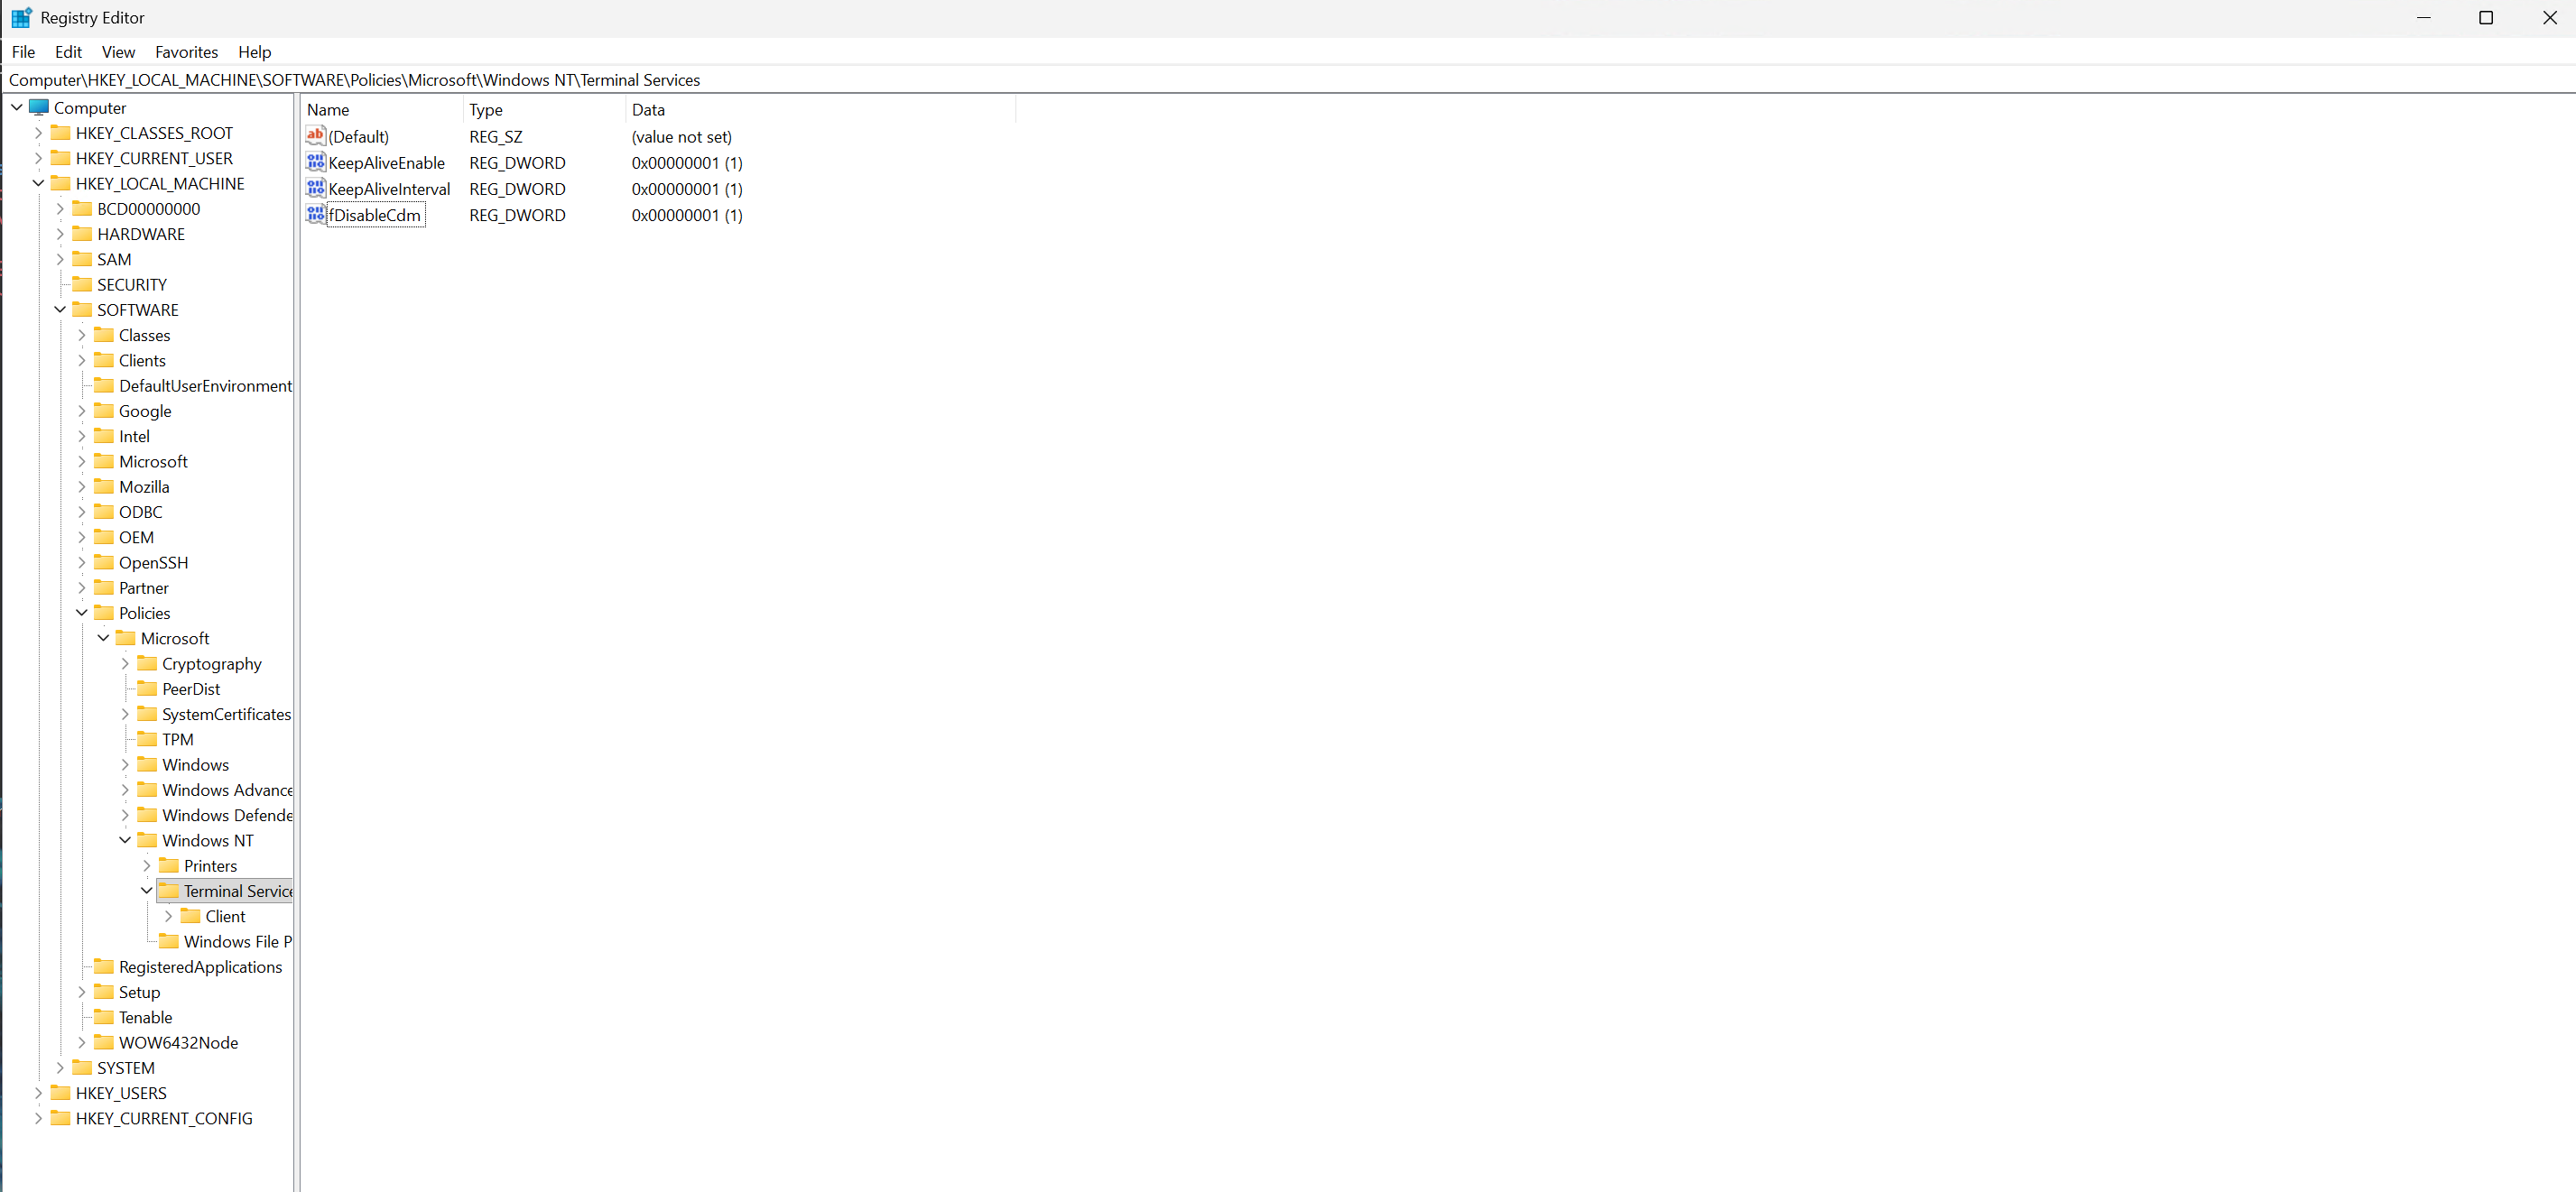 Registry Editor
File Edit View Favorites Help
Computer\HKEY_LOCAL_MACHINE\SOFTWARE\Policies\Microsoft\Windows NT\Terminal Services
Computer
HKEY_CLASSES_ROOT
HKEY_CURRENT_USER
HKEY_LOCAL_MACHINE
BCD00000000
HARDWARE
SAM
SECURITY
SOFTWARE
Classes
Clients
DefaultUserEnvironment
Google
Intel
Microsoft
Mozilla
ODBC
OEM
OpenSSH
Partner
Policies
Microsoft
Cryptography
PeerDist
SystemCertificates
TPM
Windows
Windows Advance
Windows Defende
Windows NT
Printers
Terminal Service
Client
Windows File P
RegisteredApplications
Setup
Tenable
WOW6432Node
SYSTEM
HKEY_USERS
HKEY_CURRENT_CONFIG
Name Type Data
(Default) REG_SZ (value not set)
KeepAliveEnable REG_DWORD 0x00000001 (1)
KeepAliveInterval REG_DWORD 0x00000001 (1)
fDisableCdm REG_DWORD 0x00000001 (1)